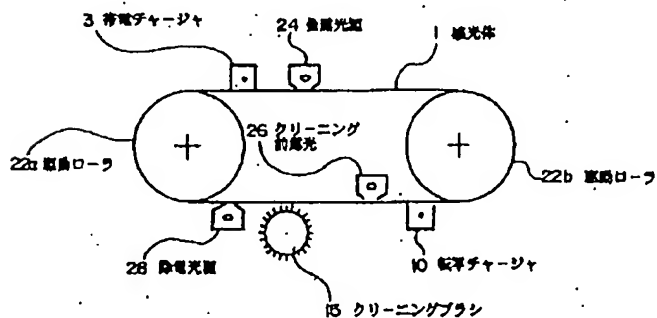 3 帯電チャージャ
24 像露光源
1 感光体
26 クリーニング
前露光
22a 駆動ローラ
22b 駆動ローラ
28 除電光源
10 転写チャージャ
15 クリーニングブラシ